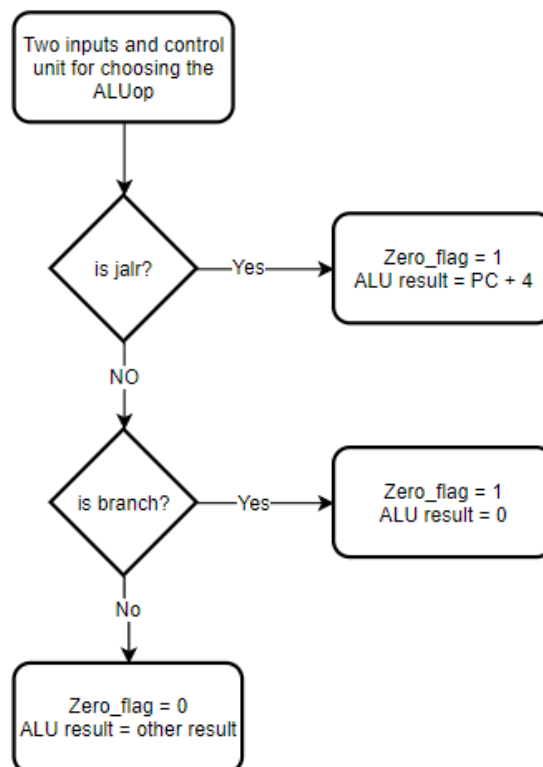 Two inputs and control
unit for choosing the
ALUop
is jalr?
Yes
Zero_flag = 1
ALU result = PC + 4
NO
is branch?
Yes
Zero_flag = 1
ALU result = 0
No
Zero_flag = 0
ALU result = other result